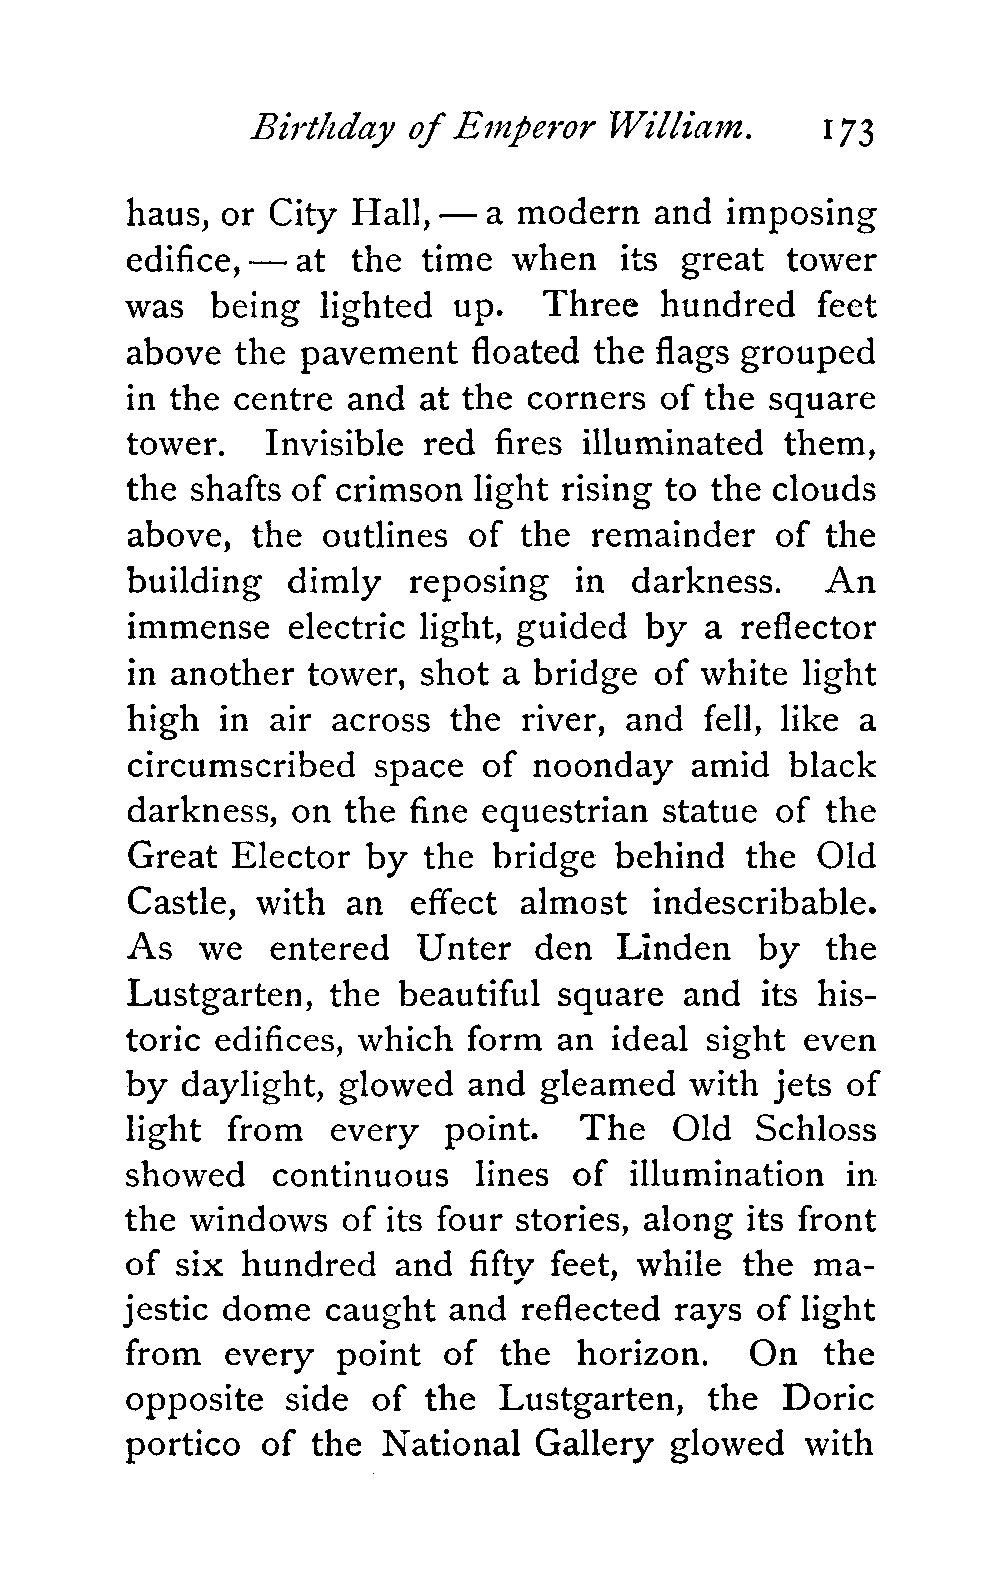 Birthday of Emperor William. 173
haus, or City Hall, — a modern and imposing
edifice, — at the time when its great tower
was being lighted up. Three hundred feet
above the pavement floated the flags grouped
in the centre and at the corners of the square
tower. Invisible red fires illuminated them,
the shafts of crimson light rising to the clouds
above, the outlines of the remainder of the
building dimly reposing in darkness. An
immense electric light, guided by a reflector
in another tower, shot a bridge of white light
high in air across the river, and fell, like a
circumscribed space of noonday amid black
darkness, on the fine equestrian statue of the
Great Elector by the bridge behind the Old
Castle, with an effect almost indescribable.
As we entered Unter den Linden by the
Lustgarten, the beautiful square and its his-
toric edifices, which form an ideal sight even
by daylight, glowed and gleamed with jets of
light from every point. The Old Schloss
showed continuous lines of illumination in
the windows of its four stories, along its front
of six hundred and fifty feet, while the ma-
jestic dome caught and reflected rays of light
from every point of the horizon. On the
opposite side of the Lustgarten, the Doric
portico of the National Gallery glowed with